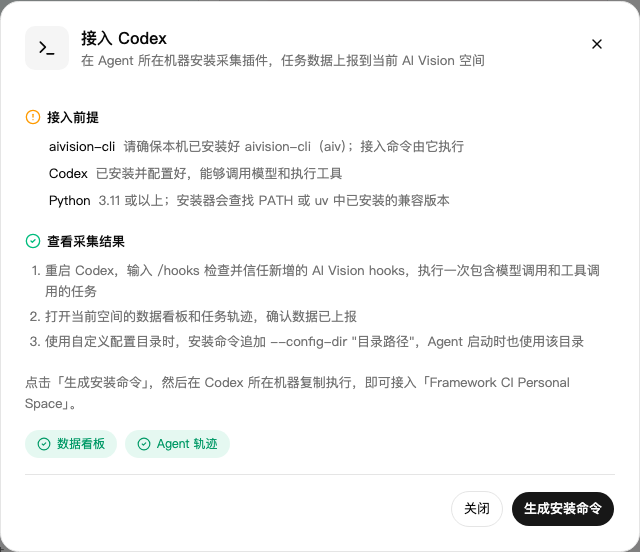 接入 Codex
在 Agent 所在机器安装采集插件，任务数据上报到当前 AI Vision 空间
接入前提
aivision-cli 请确保本机已安装好 aivision-cli（aiv）；接入命令由它执行
Codex 已安装并配置好，能够调用模型和执行工具
Python 3.11 或以上；安装器会查找 PATH 或 uv 中已安装的兼容版本
查看采集结果
1. 重启 Codex，输入 /hooks 检查并信任新增的 AI Vision hooks，执行一次包含模型调用和工具调
用的任务
2. 打开当前空间的数据看板和任务轨迹，确认数据已上报
3. 使用自定义配置目录时，安装命令追加 --config-dir "目录路径"，Agent 启动时也使用该目录
点击「生成安装命令」，然后在 Codex 所在机器复制执行，即可接入「Framework CI Personal
Space」。
数据看板 Agent 轨迹
关闭 生成安装命令